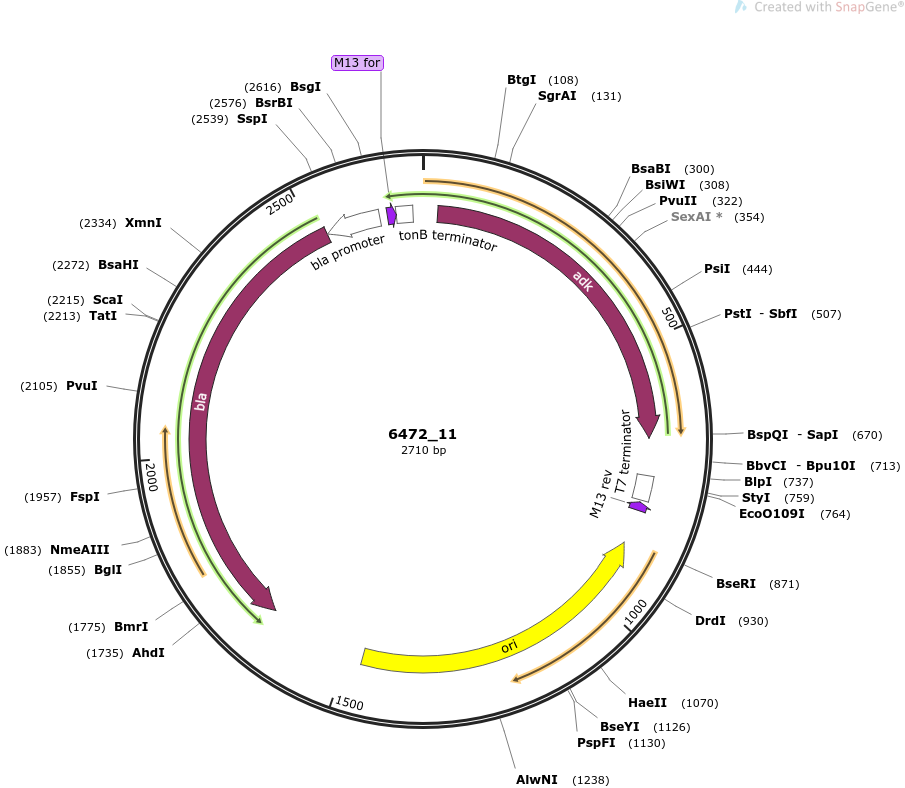 Created with SnapGene®
M13 for
(2616) BsgI
(2576) BsrBI
(2539) SspI
BtgI (108)
SgrAI (131)
BsaBI (300)
BsiWI (308)
PvuII (322)
SexAI * (354)
PsiI (444)
PstI - SbfI (507)
BspQI - SapI (670)
BbvCI - Bpu10I (713)
BlpI (737)
StyI (759)
EcoO109I (764)
BseRI (871)
DrdI (930)
HaeII (1070)
BseYI (1126)
PspFI (1130)
AlwNI (1238)
(2334) XmnI
(2272) BsaHI
(2215) ScaI
(2213) TatI
(2105) PvuI
(1957) FspI
(1883) NmeAIII
(1855) BglI
(1775) BmrI
(1735) AhdI
500
1000
1500
2000
2500
bla promoter
tonB terminator
adk
T7 terminator
M13 rev
ori
bla
6472_11
2710 bp